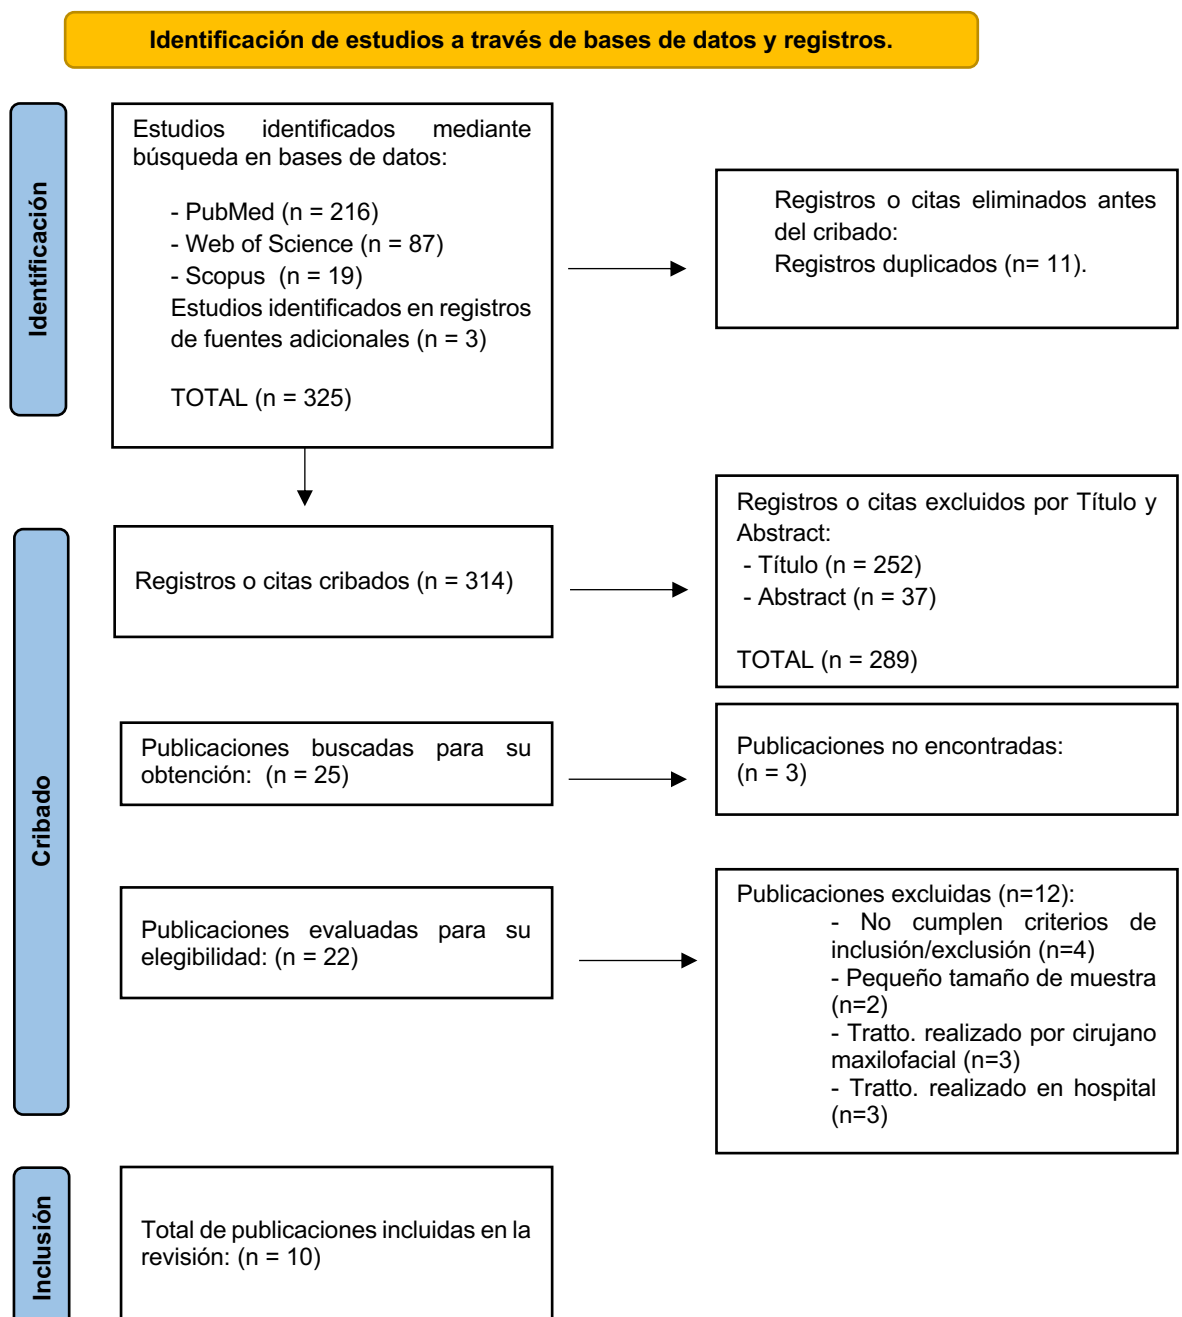 Identificación de estudios a través de bases de datos y registros.
Identificación
Estudios identificados mediante
búsqueda en bases de datos:
- PubMed (n = 216)
- Web of Science (n = 87)
- Scopus (n = 19)
Estudios identificados en registros
de fuentes adicionales (n = 3)
TOTAL (n = 325)
Registros o citas eliminados antes
del cribado:
Registros duplicados (n= 11).
Cribado
Registros o citas cribados (n = 314)
Registros o citas excluidos por Título y
Abstract:
- Título (n = 252)
- Abstract (n = 37)
TOTAL (n = 289)
Publicaciones buscadas para su
obtención: (n = 25)
Publicaciones no encontradas:
(n = 3)
Publicaciones evaluadas para su
elegibilidad: (n = 22)
Publicaciones excluidas (n=12):
- No cumplen criterios de
inclusión/exclusión (n=4)
- Pequeño tamaño de muestra
(n=2)
- Tratto. realizado por cirujano
maxilofacial (n=3)
- Tratto. realizado en hospital
(n=3)
Inclusión
Total de publicaciones incluidas en la
revisión: (n = 10)